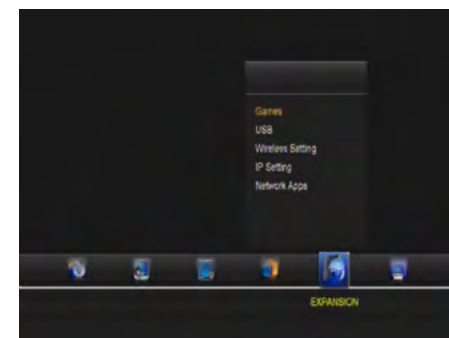 Games
USB
Wireless Setting
IP Setting
Network Apps
EXPANSION